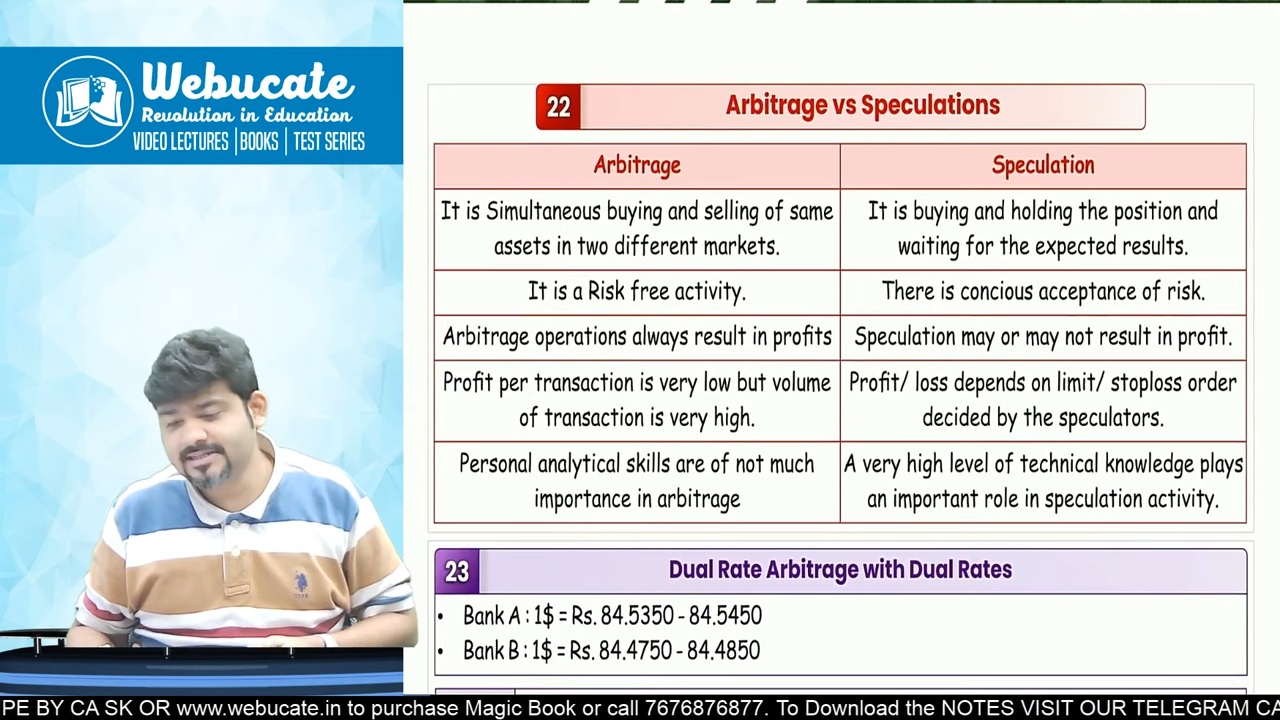 Webucate
Revolution in Education
VIDEO LECTURES | BOOKS | TEST SERIES
22 Arbitrage vs Speculations
Arbitrage Speculation
It is Simultaneous buying and selling of same
assets in two different markets.
It is buying and holding the position and
waiting for the expected results.
It is a Risk free activity.
There is concious acceptance of risk.
Arbitrage operations always result in profits
Speculation may or may not result in profit.
Profit per transaction is very low but volume
of transaction is very high.
Profit/ loss depends on limit/ stoploss order
decided by the speculators.
Personal analytical skills are of not much
importance in arbitrage
A very high level of technical knowledge plays
an important role in speculation activity.
23 Dual Rate Arbitrage with Dual Rates
• Bank A : 1$ = Rs. 84.5350 - 84.5450
• Bank B : 1$ = Rs. 84.4750 - 84.4850
PE BY CA SK OR www.webucate.in to purchase Magic Book or call 7676876877. To Download the NOTES VISIT OUR TELEGRAM CA